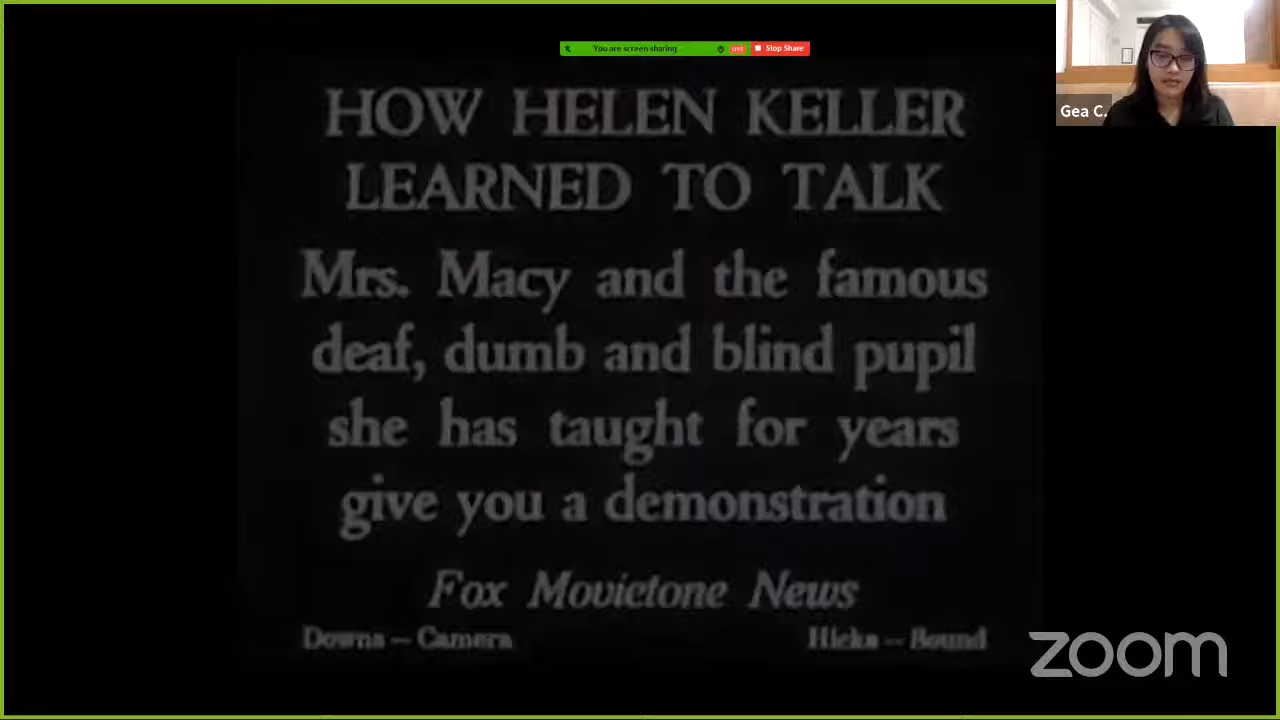 You are screen sharing
LIVE
Stop Share
Gea C.
HOW HELEN KELLER
LEARNED TO TALK
Mrs. Macy and the famous
deaf, dumb and blind pupil
she has taught for years
give you a demonstration
Fox Movietone News
Downs — Camera
Hicks — Sound
zoom